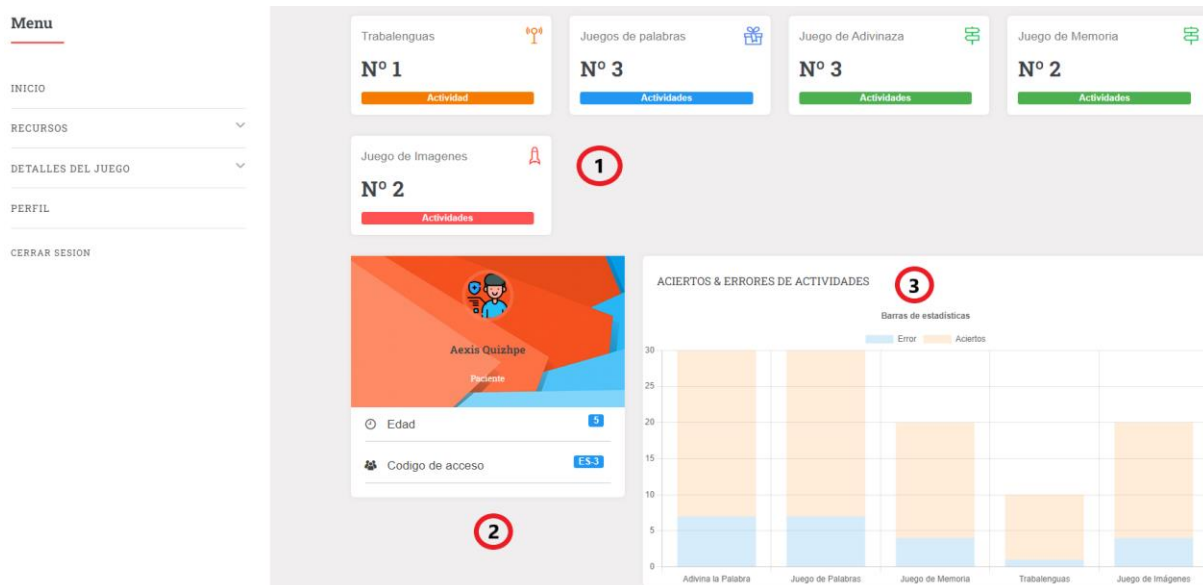 Menu
INICIO
RECURSOS
DETALLES DEL JUEGO
PERFIL
CERRAR SESION
Trabalenguas
Nº 1
Actividad
Juegos de palabras
Nº 3
Actividades
Juego de Adivinaza
Nº 3
Actividades
Juego de Memoria
Nº 2
Actividades
Juego de Imagenes
Nº 2
Actividades
1
Aexis Quizhpe
Paciente
Edad 5
Codigo de acceso ES-3
2
ACIERTOS & ERRORES DE ACTIVIDADES
3
Barras de estadísticas
Error Aciertos
30
25
20
15
10
5
0
Adivina la Palabra Juego de Palabras Juego de Memoria Trabalenguas Juego de Imágenes